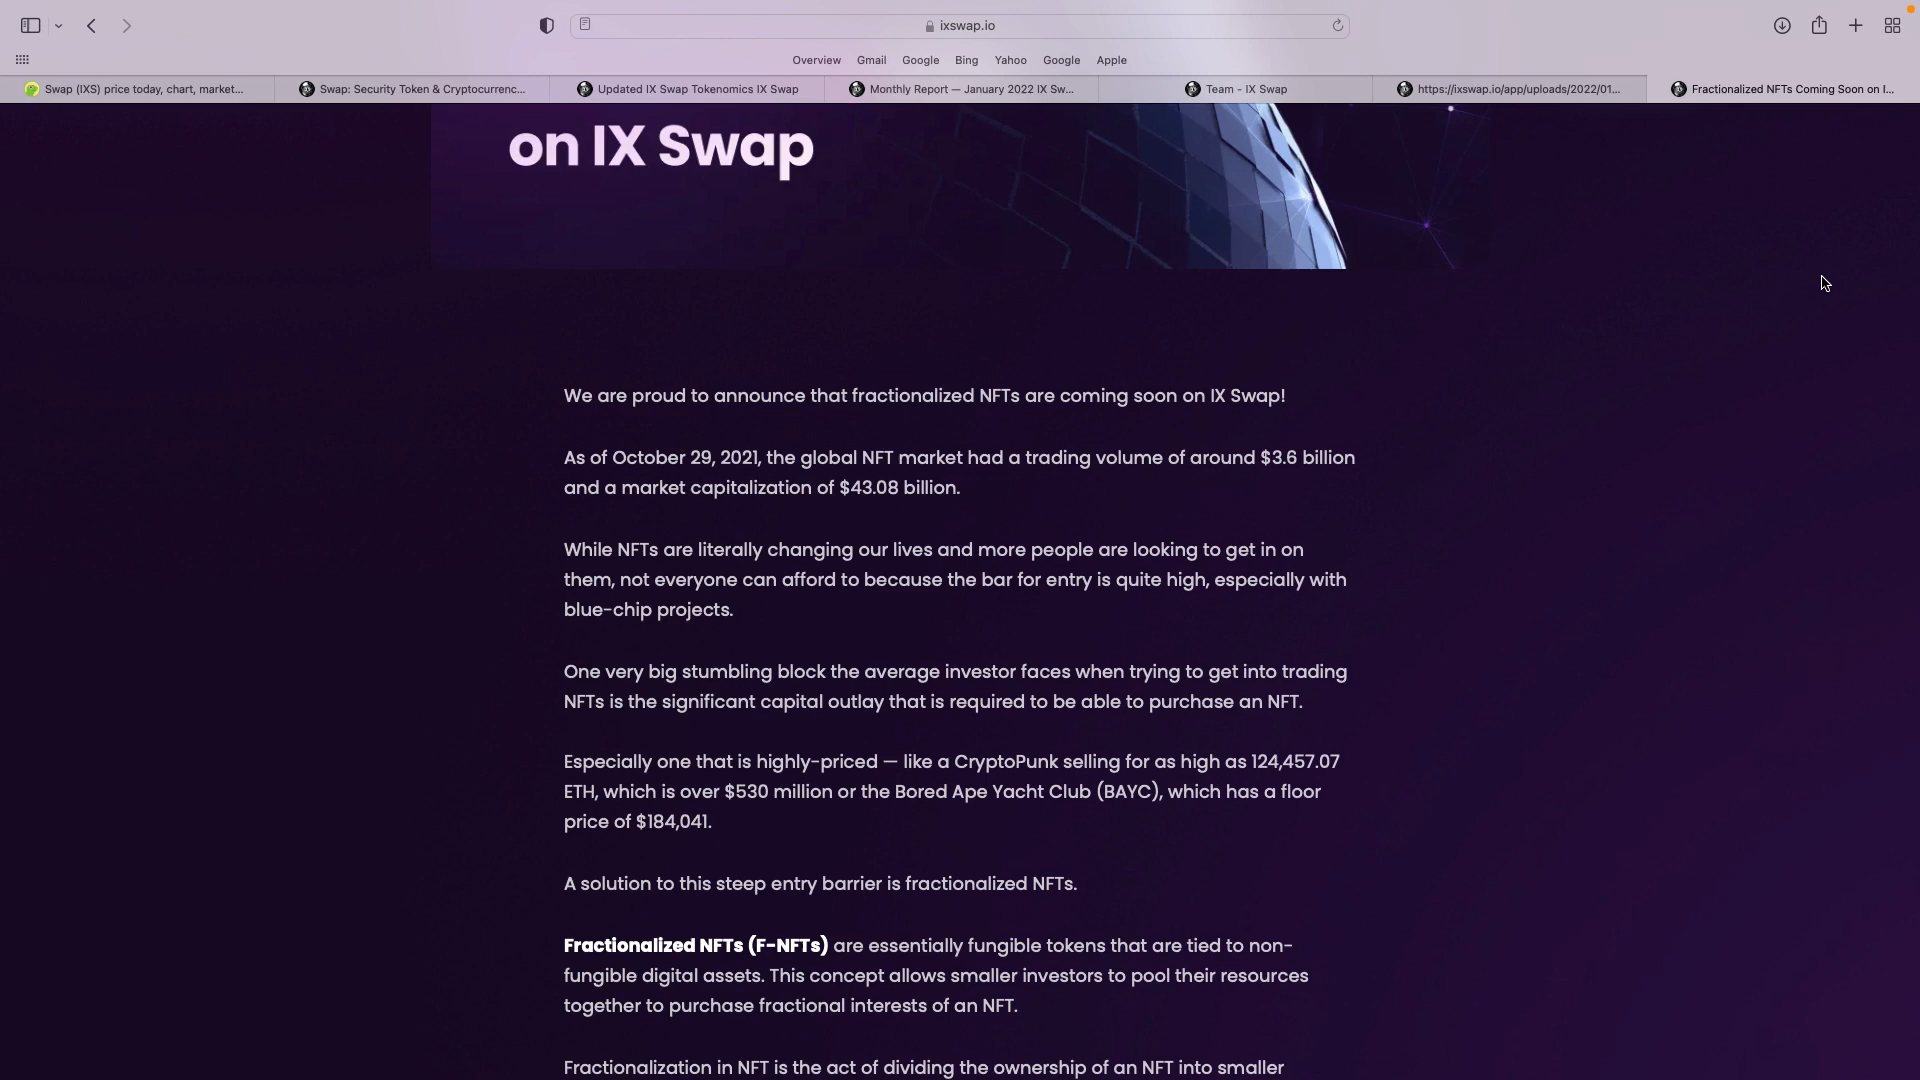 ixswap.io
Overview Gmail Google Bing Yahoo Google Apple
Swap (IXS) price today, chart, market...
Swap: Security Token & Cryptocurrenc...
Updated IX Swap Tokenomics IX Swap
Monthly Report — January 2022 IX Sw...
Team - IX Swap
https://ixswap.io/app/uploads/2022/01...
Fractionalized NFTs Coming Soon on I...
on IX Swap
We are proud to announce that fractionalized NFTs are coming soon on IX Swap!
As of October 29, 2021, the global NFT market had a trading volume of around $3.6 billion
and a market capitalization of $43.08 billion.
While NFTs are literally changing our lives and more people are looking to get in on
them, not everyone can afford to because the bar for entry is quite high, especially with
blue-chip projects.
One very big stumbling block the average investor faces when trying to get into trading
NFTs is the significant capital outlay that is required to be able to purchase an NFT.
Especially one that is highly-priced — like a CryptoPunk selling for as high as 124,457.07
ETH, which is over $530 million or the Bored Ape Yacht Club (BAYC), which has a floor
price of $184,041.
A solution to this steep entry barrier is fractionalized NFTs.
Fractionalized NFTs (F-NFTs) are essentially fungible tokens that are tied to non-
fungible digital assets. This concept allows smaller investors to pool their resources
together to purchase fractional interests of an NFT.
Fractionalization in NFT is the act of dividing the ownership of an NFT into smaller